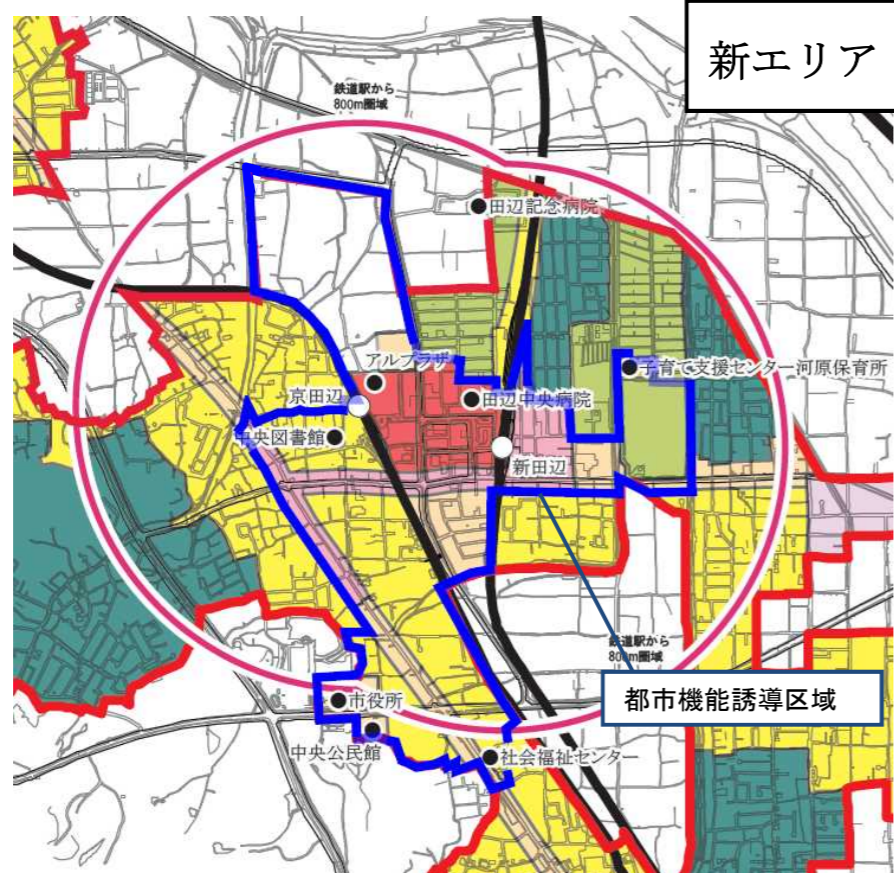 新エリア
鉄道駅から
800m圏域
田辺記念病院
アルプラザ
子育て支援センター河原保育所
京田辺
田辺中央病院
中央図書館
新田辺
鉄道駅から
800m圏域
都市機能誘導区域
市役所
中央公民館
社会福祉センター